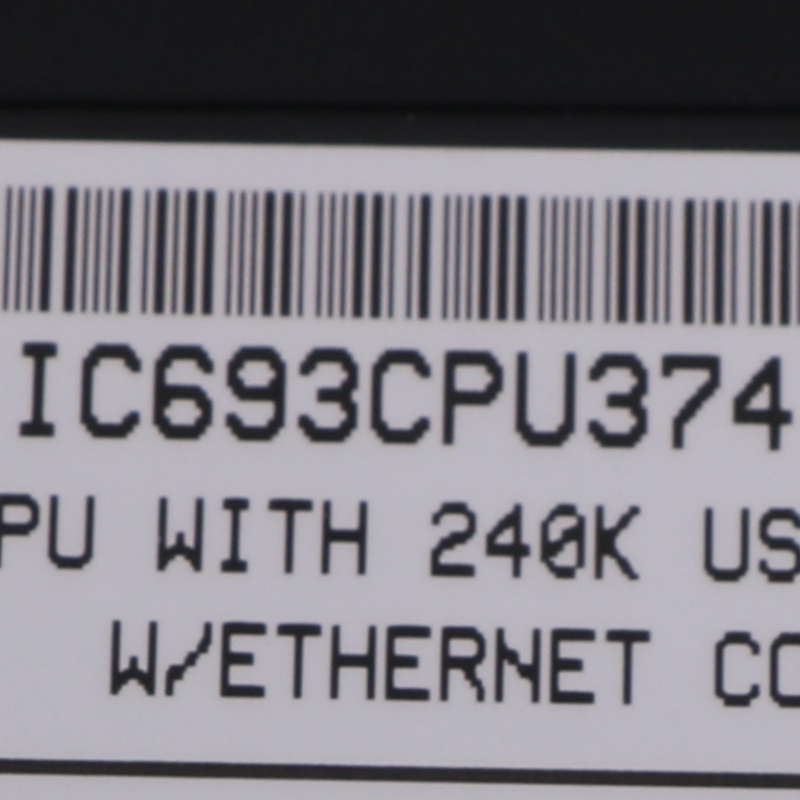 IC693CPU374
PU WITH 240K US
W/ETHERNET CO